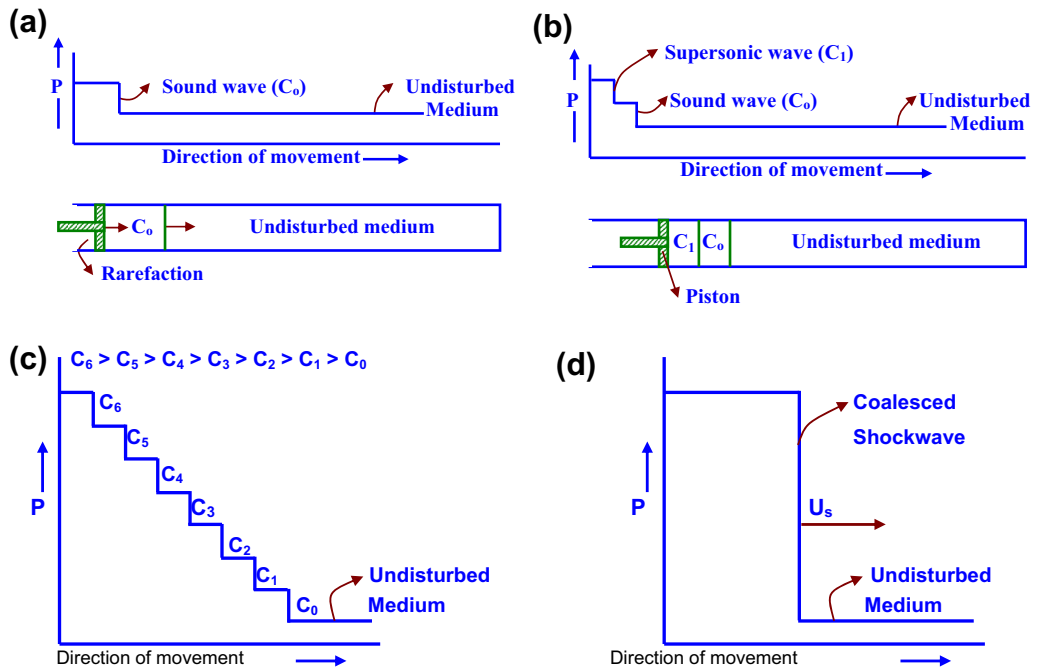 (a)
P
Sound wave (Cₒ)
Undisturbed
Medium
Direction of movement
Cₒ
Undisturbed medium
Rarefaction
(b)
Supersonic wave (C₁)
P
Sound wave (Cₒ)
Undisturbed
Medium
Direction of movement
C₁ Cₒ
Undisturbed medium
Piston
(c)
C₆ > C₅ > C₄ > C₃ > C₂ > C₁ > C₀
C₆
C₅
C₄
P
C₃
C₂
C₁
C₀
Undisturbed
Medium
Direction of movement
(d)
Coalesced
Shockwave
P
Uₛ
Undisturbed
Medium
Direction of movement